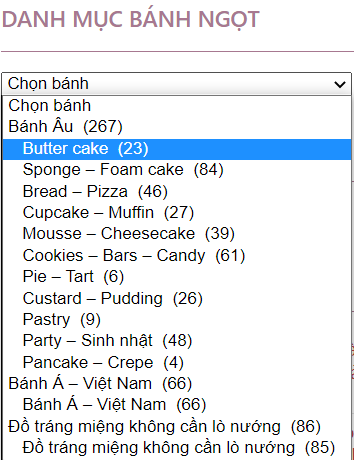 DANH MỤC BÁNH NGỌT
Chọn bánh
Chọn bánh
Bánh Âu (267)
Butter cake (23)
Sponge – Foam cake (84)
Bread – Pizza (46)
Cupcake – Muffin (27)
Mousse – Cheesecake (39)
Cookies – Bars – Candy (61)
Pie – Tart (6)
Custard – Pudding (26)
Pastry (9)
Party – Sinh nhật (48)
Pancake – Crepe (4)
Bánh Á – Việt Nam (66)
Bánh Á – Việt Nam (66)
Đồ tráng miệng không cần lò nướng (86)
Đồ tráng miệng không cần lò nướng (85)